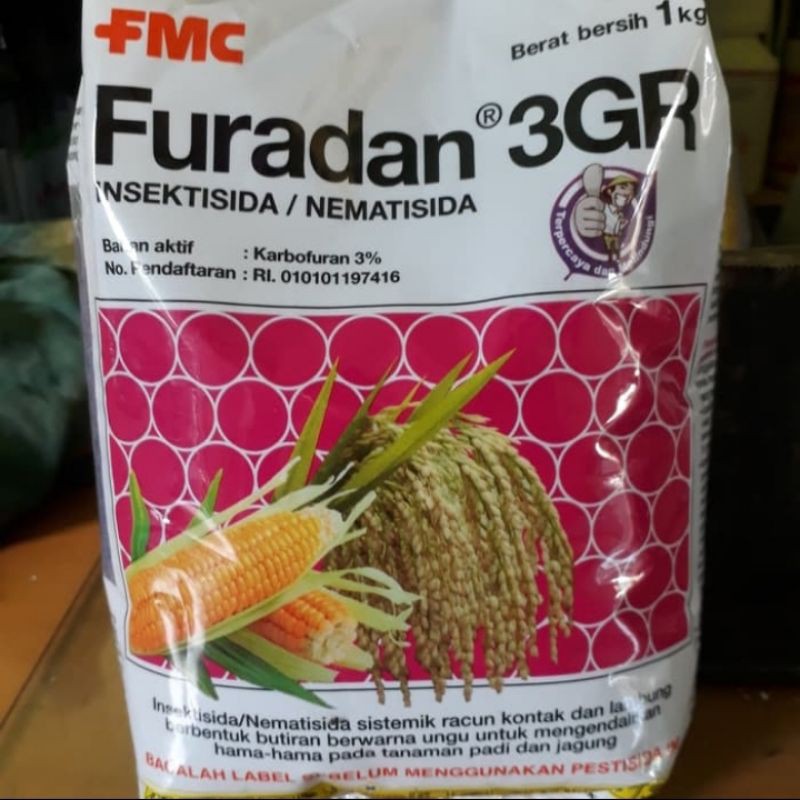 FMC
Berat bersih 1kg
Furadan® 3GR
INSEKTISIDA / NEMATISIDA
Terpercaya dan
Bahan aktif : Karbofuran 3%
No. Pendaftaran : RI. 010101197416
Insektisida/Nematisida sistemik racun kontak dan lambung
berbentuk butiran berwarna ungu untuk mengendalikan
hama-hama pada tanaman padi dan jagung
BACALAH LABEL SEBELUM MENGGUNAKAN PESTISIDA